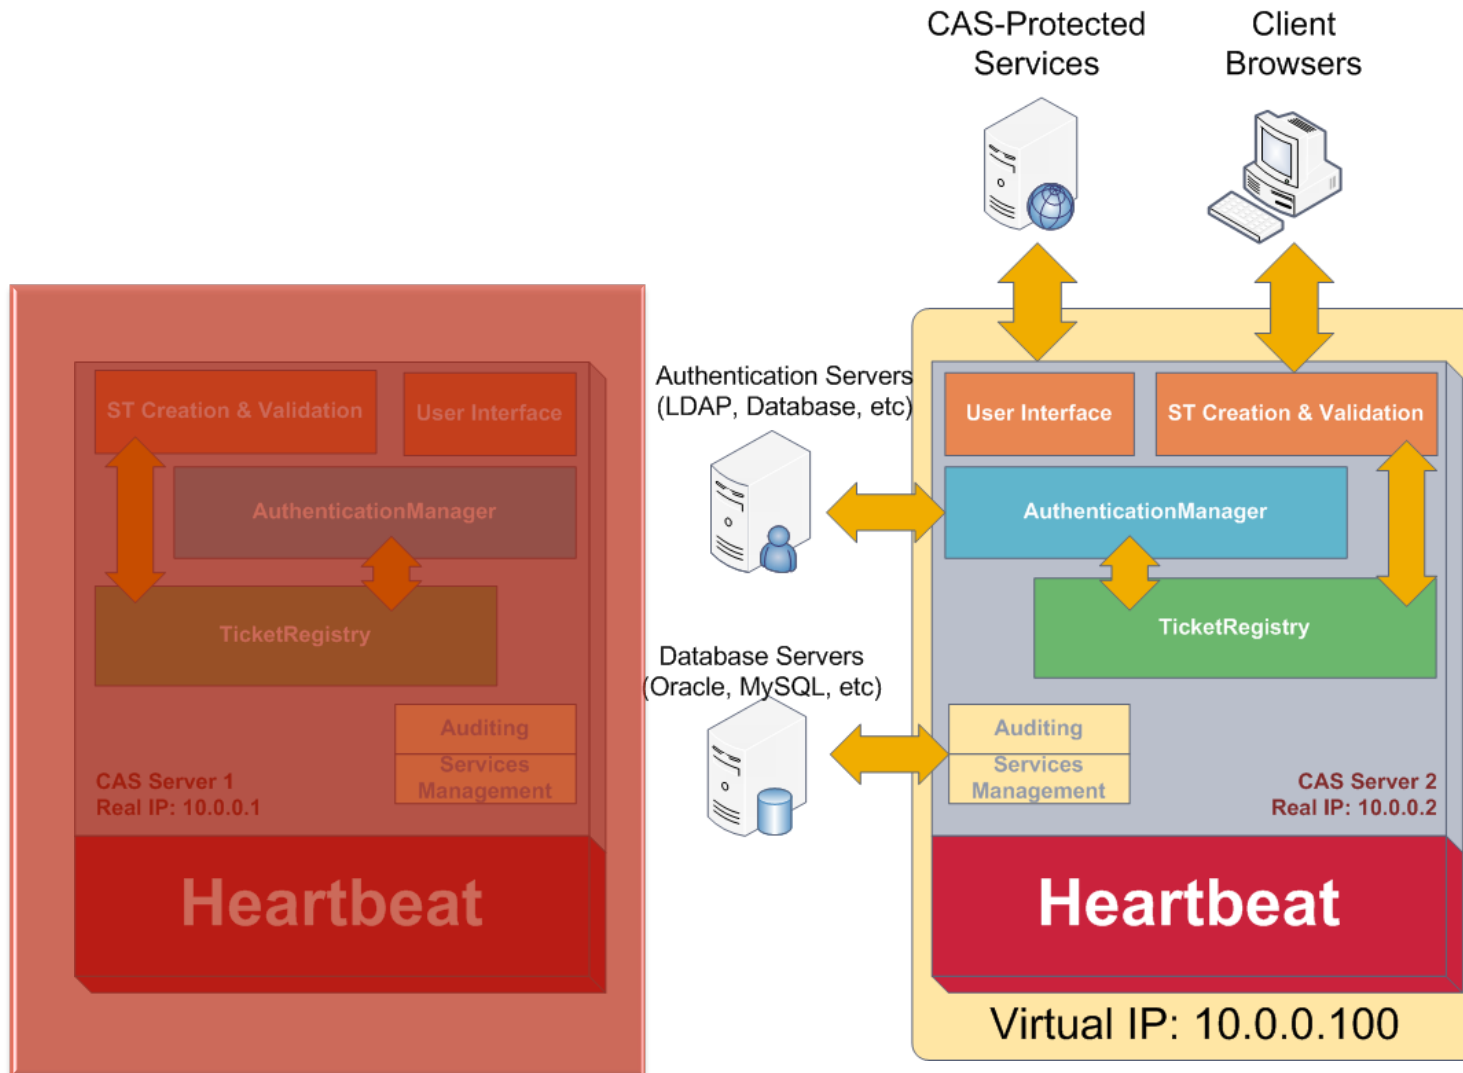 CAS-Protected
Services
Client
Browsers
ST Creation & Validation
User Interface
AuthenticationManager
TicketRegistry
Auditing
Services
Management
CAS Server 1
Real IP: 10.0.0.1
Heartbeat
Authentication Servers
(LDAP, Database, etc)
Database Servers
(Oracle, MySQL, etc)
User Interface
ST Creation & Validation
AuthenticationManager
TicketRegistry
Auditing
Services
Management
CAS Server 2
Real IP: 10.0.0.2
Heartbeat
Virtual IP: 10.0.0.100